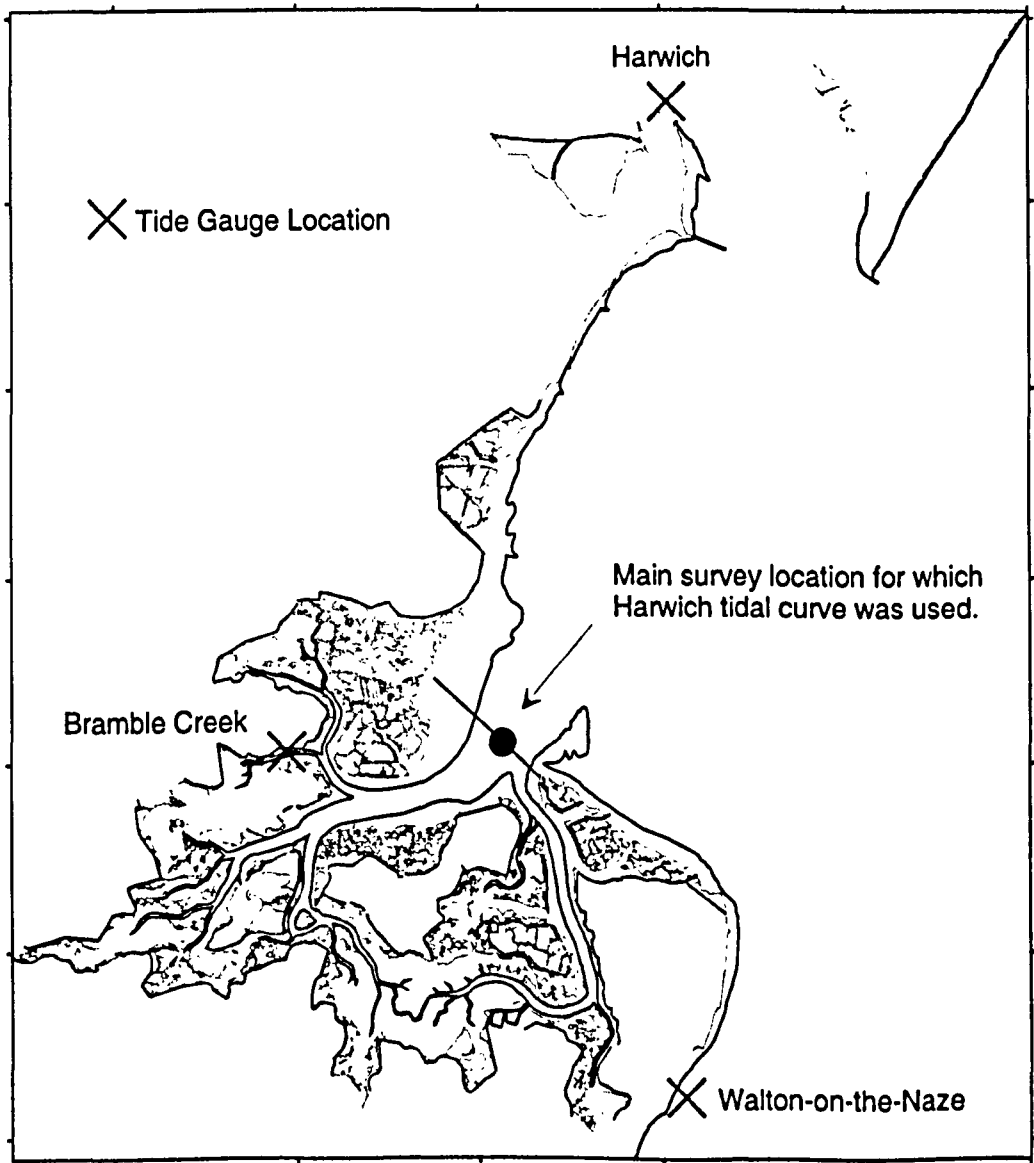 Harwich
Tide Gauge Location
Main survey location for which
Harwich tidal curve was used.
Bramble Creek
Walton-on-the-Naze